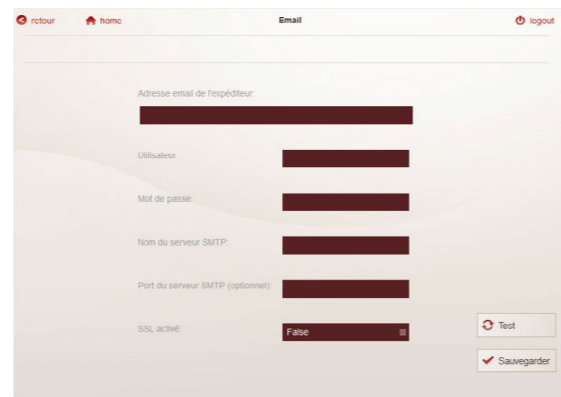 retour home Email logout
Adresse email de l'expéditeur:
Utilisateur:
Mot de passe:
Nom du serveur SMTP:
Port du serveur SMTP (optionnel):
SSL activé: False
Test
Sauvegarder